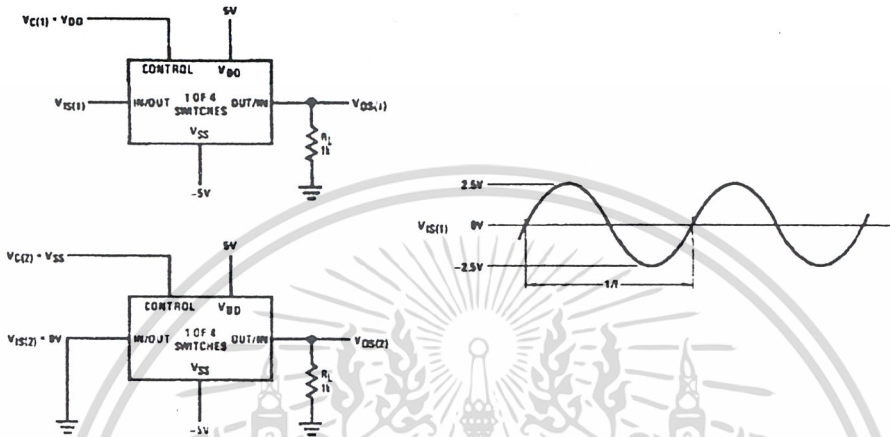 VC(1) = VDD
5V
CONTROL VDD
VIS(1) IN/OUT 1 OF 4 SWITCHES OUT/IN VOS(1)
VSS
RL
1k
-5V
2.5V
VIS(1) 0V
-2.5V
1/f
VC(2) = VSS
5V
CONTROL VDD
VIS(2) = 0V IN/OUT 1 OF 4 SWITCHES OUT/IN VOS(2)
VSS
RL
1k
-5V